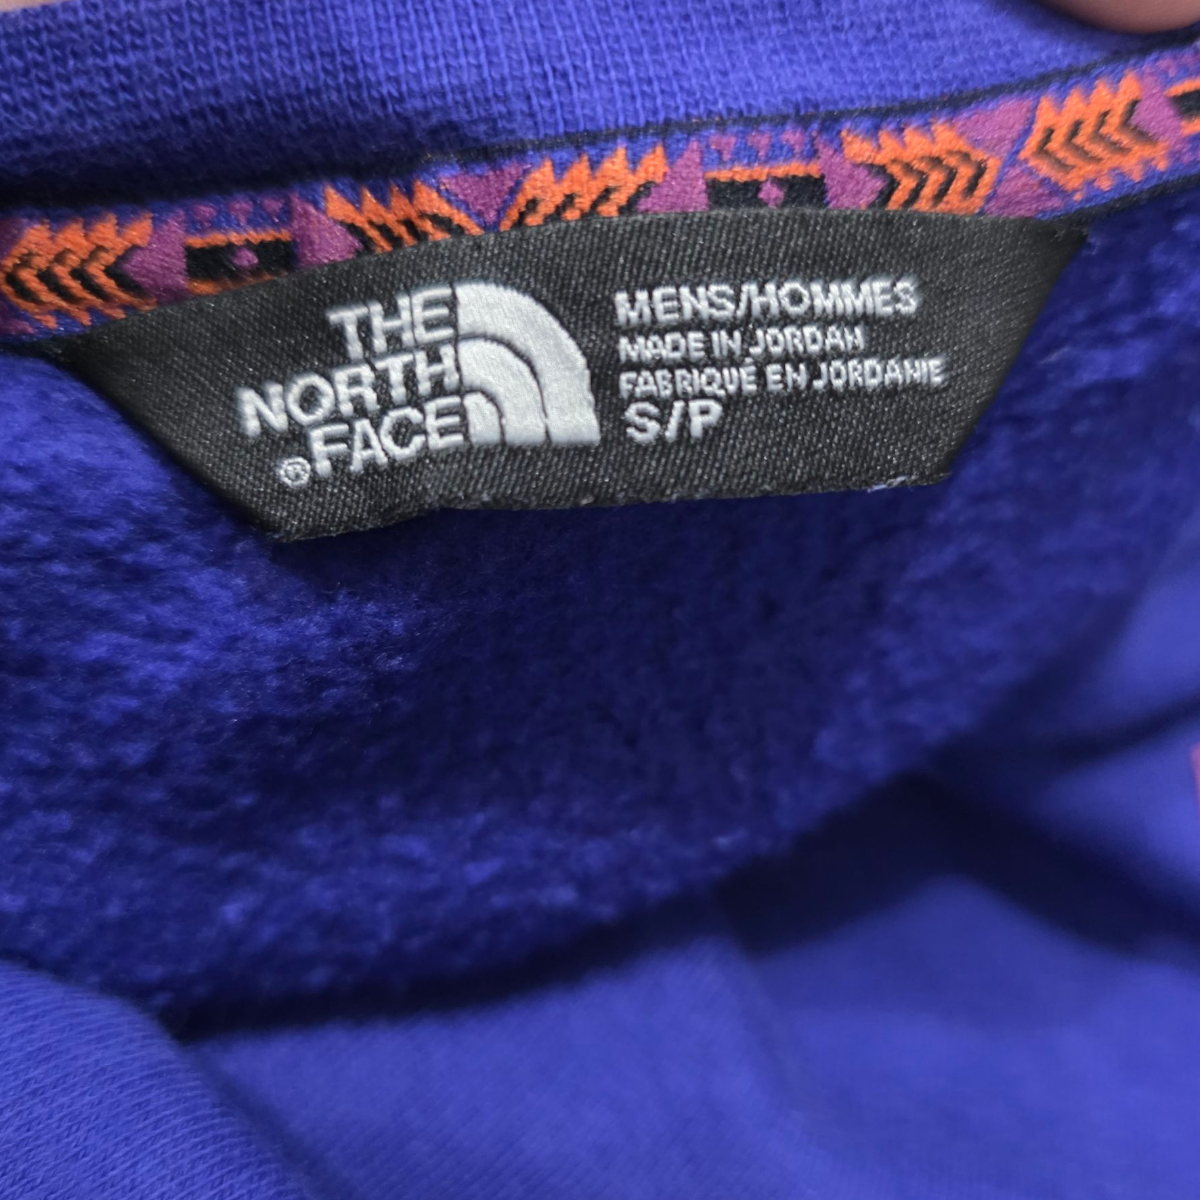 THE
NORTH
® FACE
MENS/HOMMES
MADE IN JORDAN
FABRIQUÉ EN JORDANIE
S/P